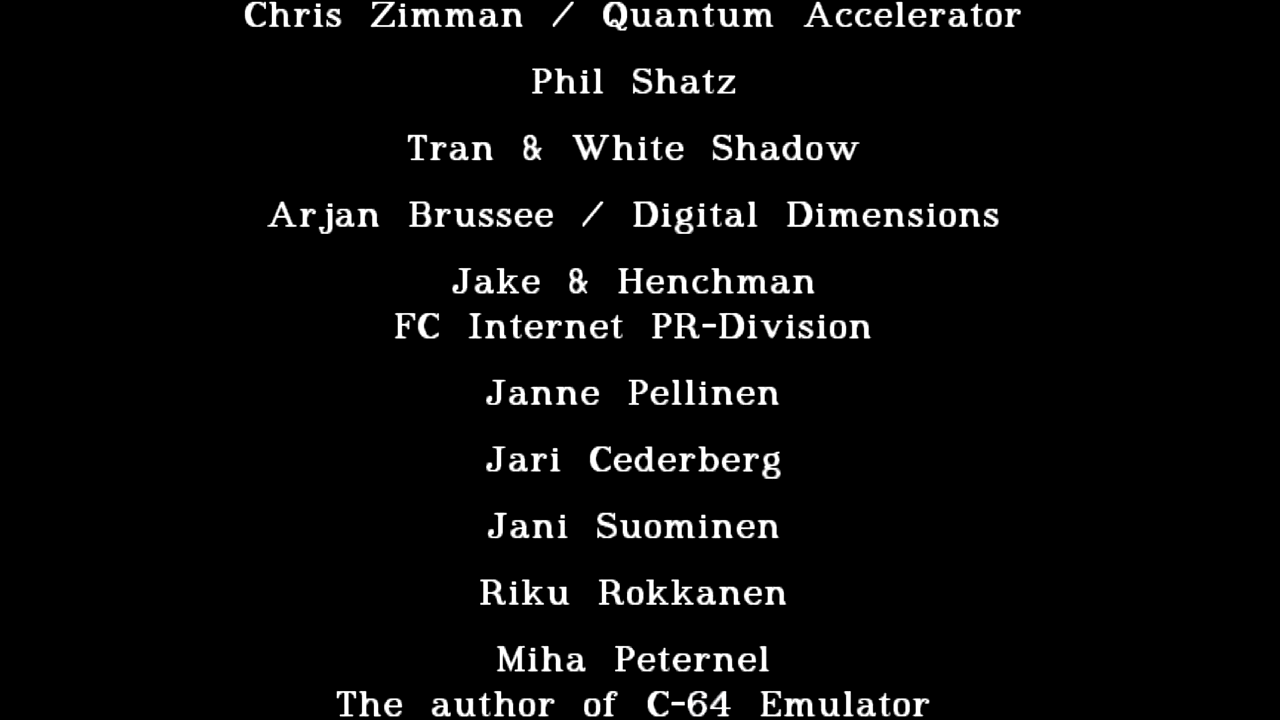 Chris Zimman / Quantum Accelerator
Phil Shatz
Tran & White Shadow
Arjan Brussee / Digital Dimensions
Jake & Henchman
FC Internet PR-Division
Janne Pellinen
Jari Cederberg
Jani Suominen
Riku Rokkanen
Miha Peternel
The author of C-64 Emulator